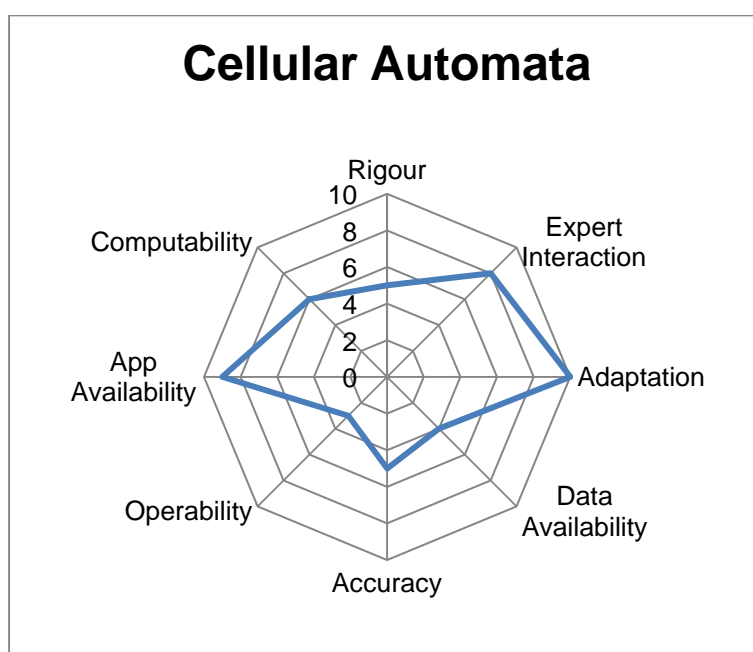 Cellular Automata
Rigour
10
8
6
4
2
0
Expert
Interaction
Adaptation
Data
Availability
Accuracy
Operability
App
Availability
Computability